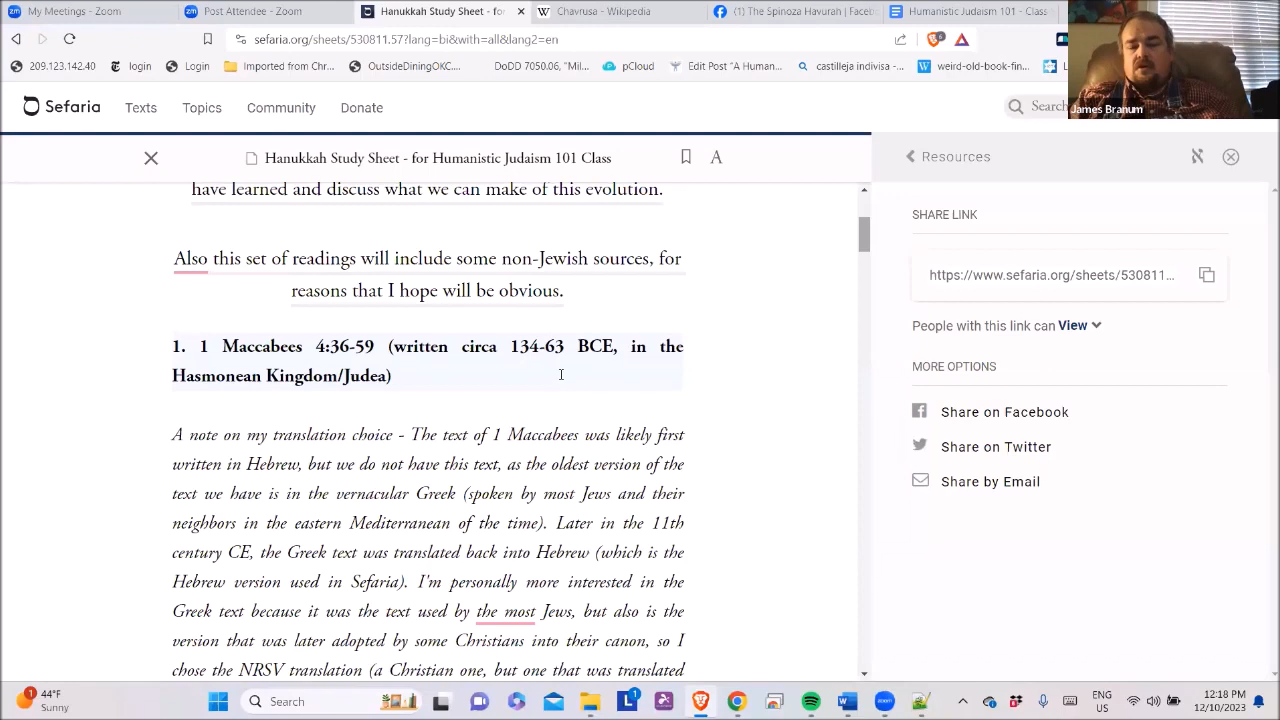 My Meetings - Zoom
Post Attendee - Zoom
Hanukkah Study Sheet - for
Chavrusa - Wikipedia
(1) The Spinoza Havurah | Faceb
Humanistic Judaism 101 - Class
sefaria.org/sheets/530811.57?lang=bi&with=all&lang2=en
209.123.142.40
login
Login
Imported from Chr...
OutsideDiningOKC....
DoDD 70
pCloud
Edit Post "A Human...
castilleja indivisa -...
weird-notebook-fin...
James Branum
Sefaria
Texts
Topics
Community
Donate
Search
Hanukkah Study Sheet - for Humanistic Judaism 101 Class
A
have learned and discuss what we can make of this evolution.
Also this set of readings will include some non-Jewish sources, for
reasons that I hope will be obvious.
1. 1 Maccabees 4:36-59 (written circa 134-63 BCE, in the
Hasmonean Kingdom/Judea)
A note on my translation choice - The text of 1 Maccabees was likely first
written in Hebrew, but we do not have this text, as the oldest version of the
text we have is in the vernacular Greek (spoken by most Jews and their
neighbors in the eastern Mediterranean of the time). Later in the 11th
century CE, the Greek text was translated back into Hebrew (which is the
Hebrew version used in Sefaria). I'm personally more interested in the
Greek text because it was the text used by the most Jews, but also is the
version that was later adopted by some Christians into their canon, so I
chose the NRSV translation (a Christian one, but one that was translated
Resources
SHARE LINK
https://www.sefaria.org/sheets/530811...
People with this link can View
MORE OPTIONS
Share on Facebook
Share on Twitter
Share by Email
1
44°F
Sunny
Search
ENG
US
12:18 PM
12/10/2023